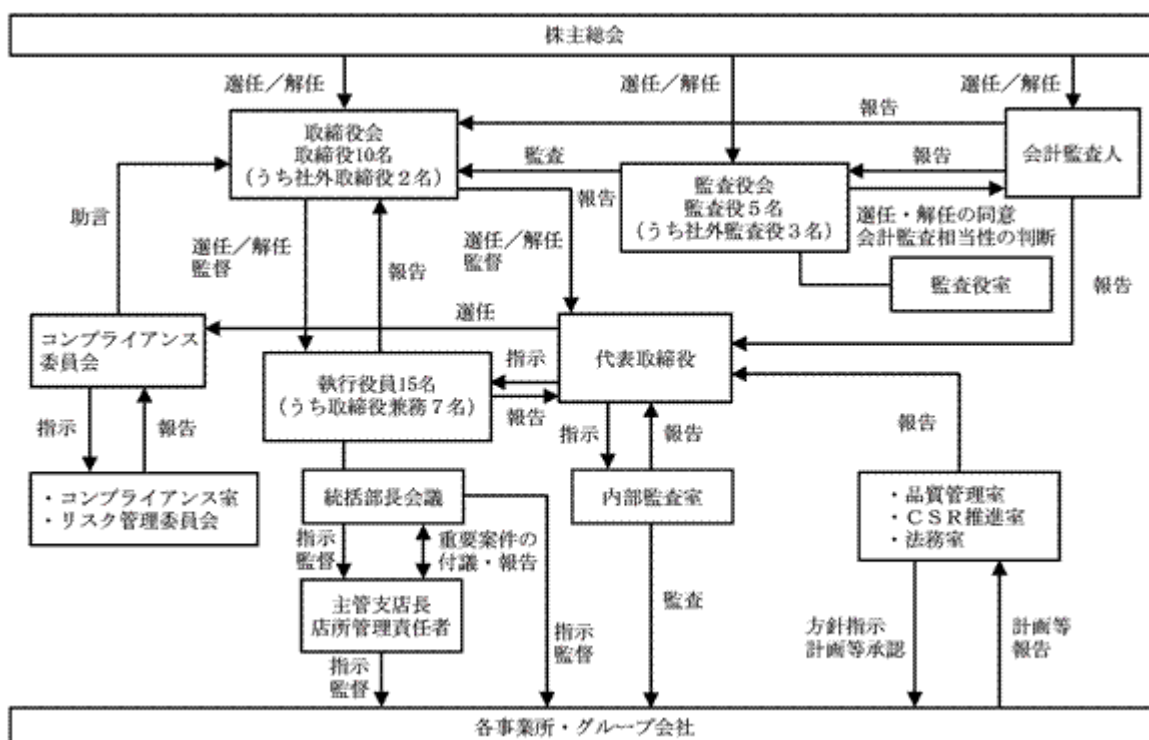 株主総会
選任／解任
選任／解任
選任／解任
取締役会
取締役10名
（うち社外取締役２名）
報告
会計監査人
監査
報告
監査役会
監査役５名
（うち社外監査役３名）
選任・解任の同意
会計監査相当性の判断
助言
選任／解任
監督
報告
選任／解任
監督
報告
監査役室
報告
コンプライアンス
委員会
選任
代表取締役
執行役員15名
（うち取締役兼務７名）
指示
報告
指示
報告
指示
報告
報告
・コンプライアンス室
・リスク管理委員会
統括部長会議
内部監査室
・品質管理室
・ＣＳＲ推進室
・法務室
指示
監督
重要案件の
付議・報告
主管支店長
店所管理責任者
監査
指示
監督
指示
監督
方針指示
計画等承認
計画等
報告
各事業所・グループ会社